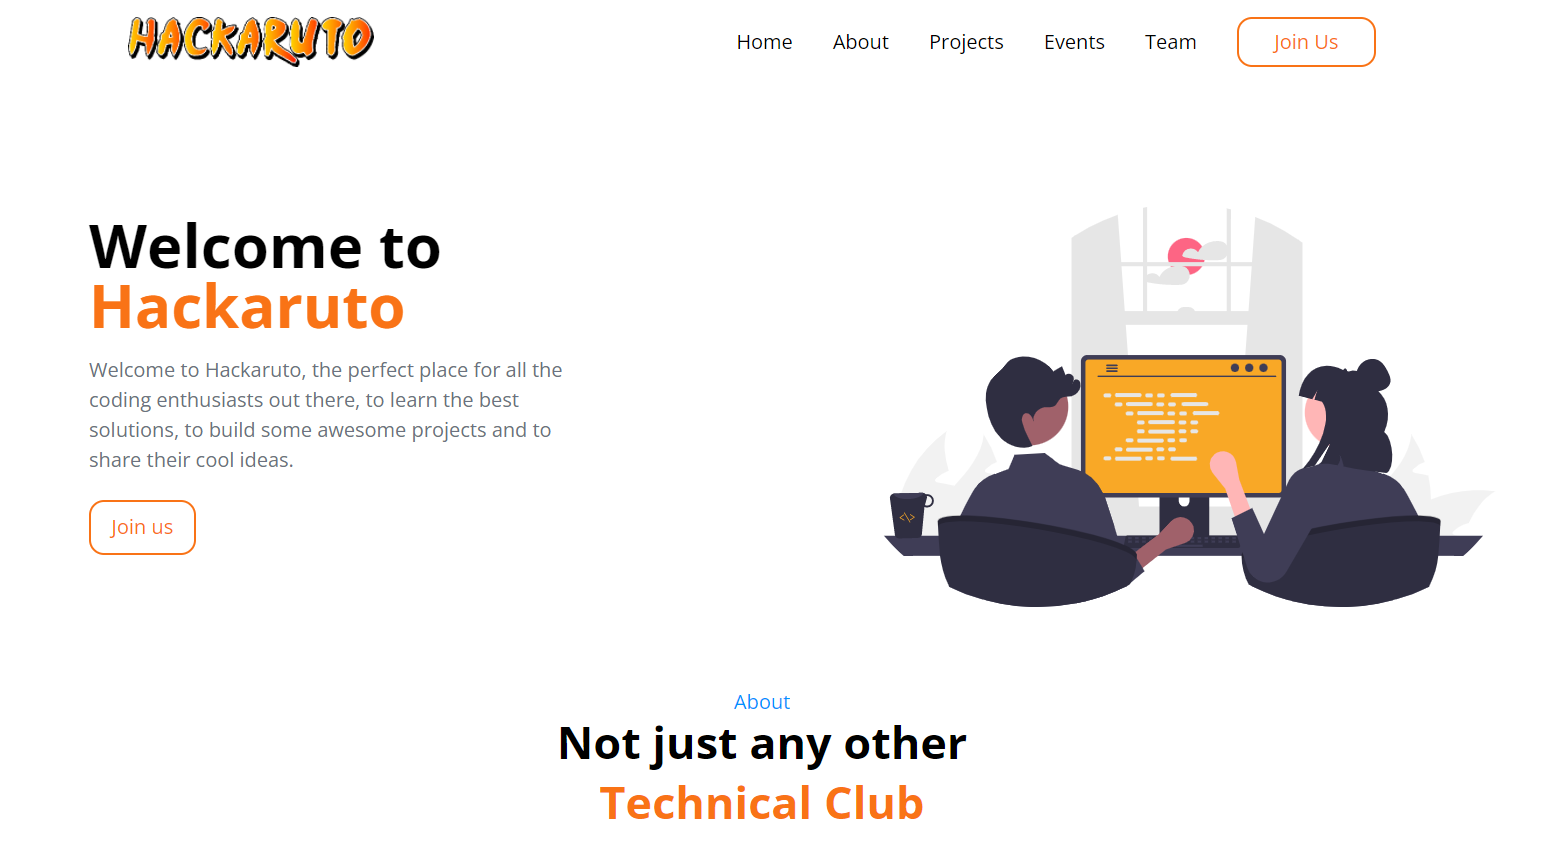 HACKARUTO
Home About Projects Events Team Join Us
Welcome to
Hackaruto
Welcome to Hackaruto, the perfect place for all the
coding enthusiasts out there, to learn the best
solutions, to build some awesome projects and to
share their cool ideas.
Join us
<\>
About
Not just any other
Technical Club